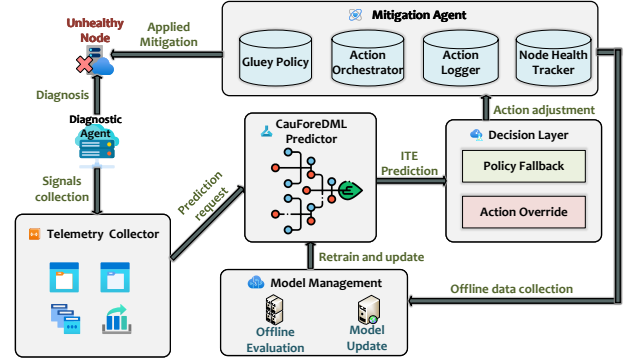 Mitigation Agent
Unhealthy
Node
Applied
Mitigation
Gluey Policy
Action
Orchestrator
Action
Logger
Node Health
Tracker
Diagnosis
Diagnostic
Agent
Action adjustment
CauForeDML
Predictor
Decision Layer
ITE
Prediction
Policy Fallback
Action Override
Signals
collection
Prediction
request
Telemetry Collector
Retrain and update
Model Management
Offline data collection
Offline
Evaluation
Model
Update